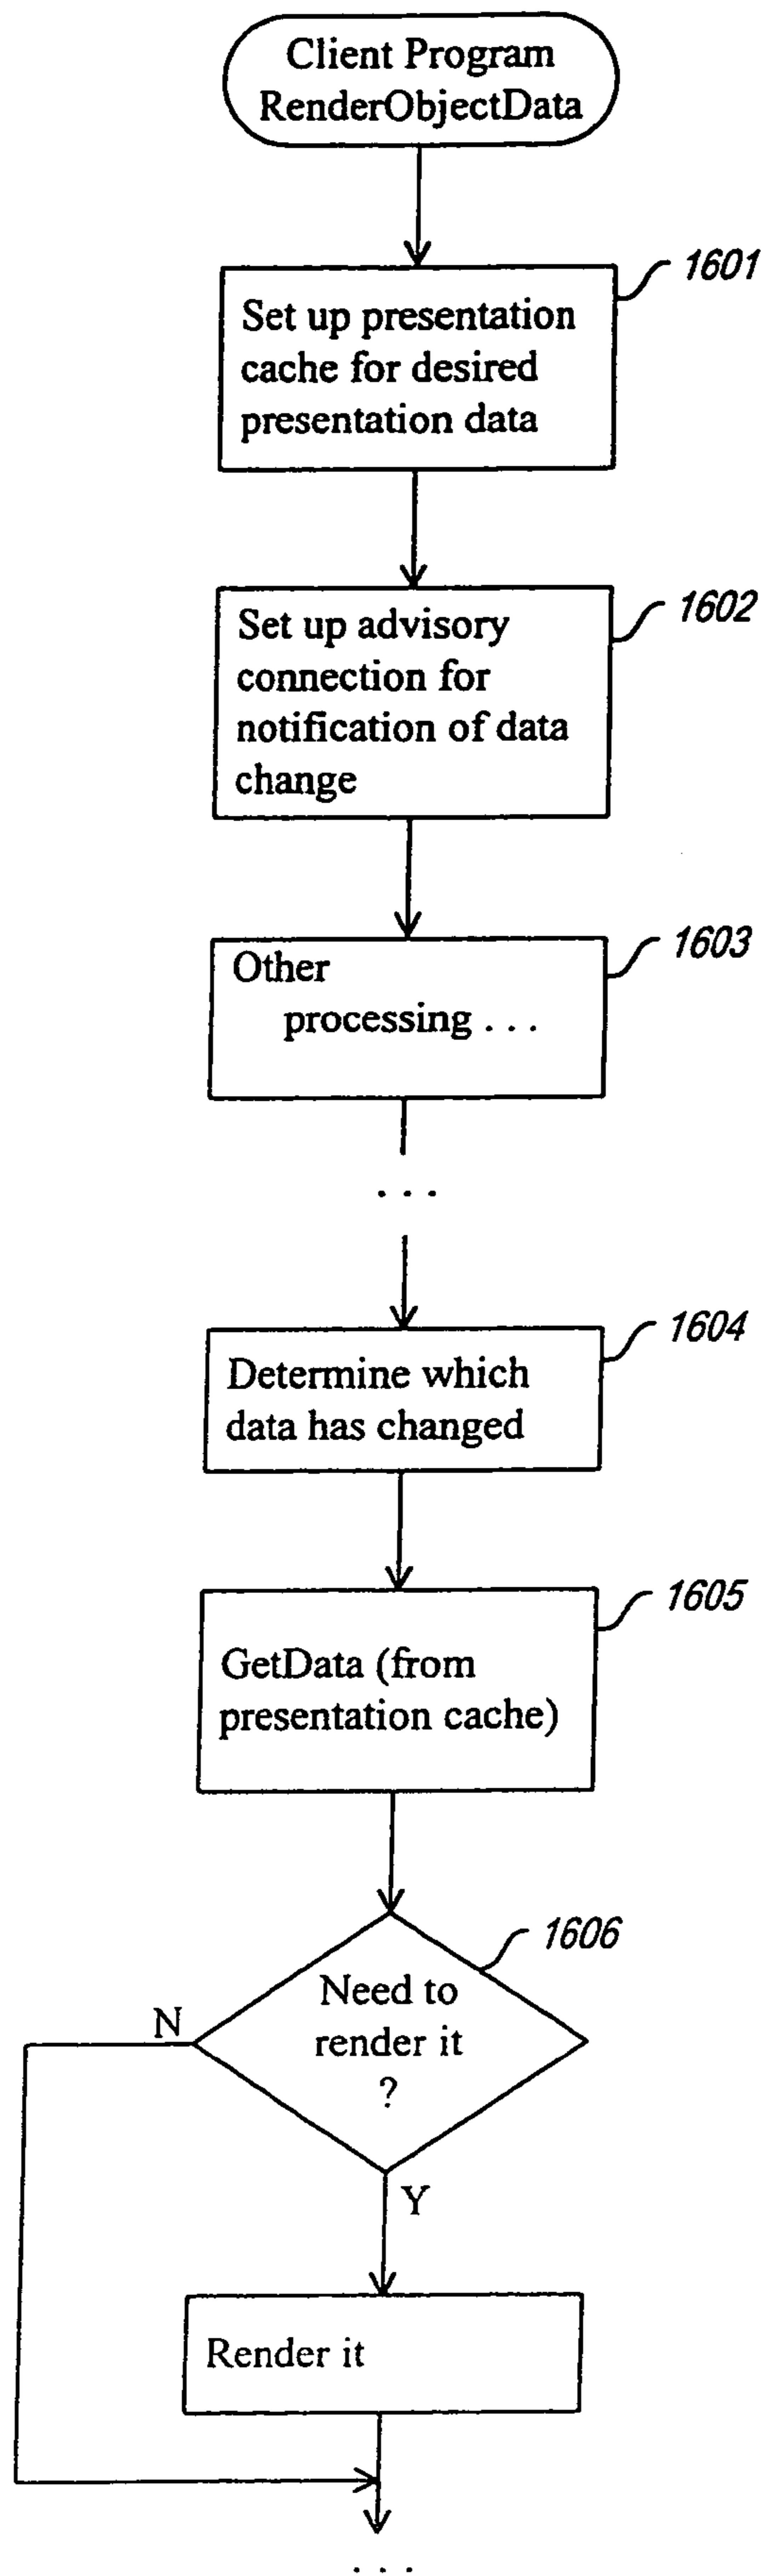 Client Program
RenderObjectData
1601
Set up presentation
cache for desired
presentation data
1602
Set up advisory
connection for
notification of data
change
1603
Other
processing . . .
. . .
1604
Determine which
data has changed
1605
GetData (from
presentation cache)
1606
Need to
render it
?
N
Y
Render it
. . .